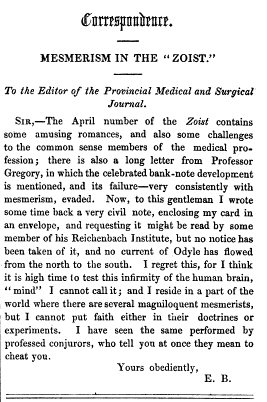 Correspondence.
MESMERISM IN THE "ZOIST."
To the Editor of the Provincial Medical and Surgical
Journal.
SIR,—The April number of the Zoist contains
some amusing romances, and also some challenges
to the common sense members of the medical pro-
fession; there is also a long letter from Professor
Gregory, in which the celebrated bank-note development
is mentioned, and its failure—very consistently with
mesmerism, evaded. Now, to this gentleman I wrote
some time back a very civil note, enclosing my card in
an envelope, and requesting it might be read by some
member of his Reichenbach Institute, but no notice has
been taken of it, and no current of Odyle has flowed
from the north to the south. I regret this, for I think
it is high time to test this infirmity of the human brain,
"mind" I cannot call it; and I reside in a part of the
world where there are several magniloquent mesmerists,
but I cannot put faith either in their doctrines or
experiments. I have seen the same performed by
professed conjurors, who tell you at once they mean to
cheat you.
Yours obediently,
E. B.